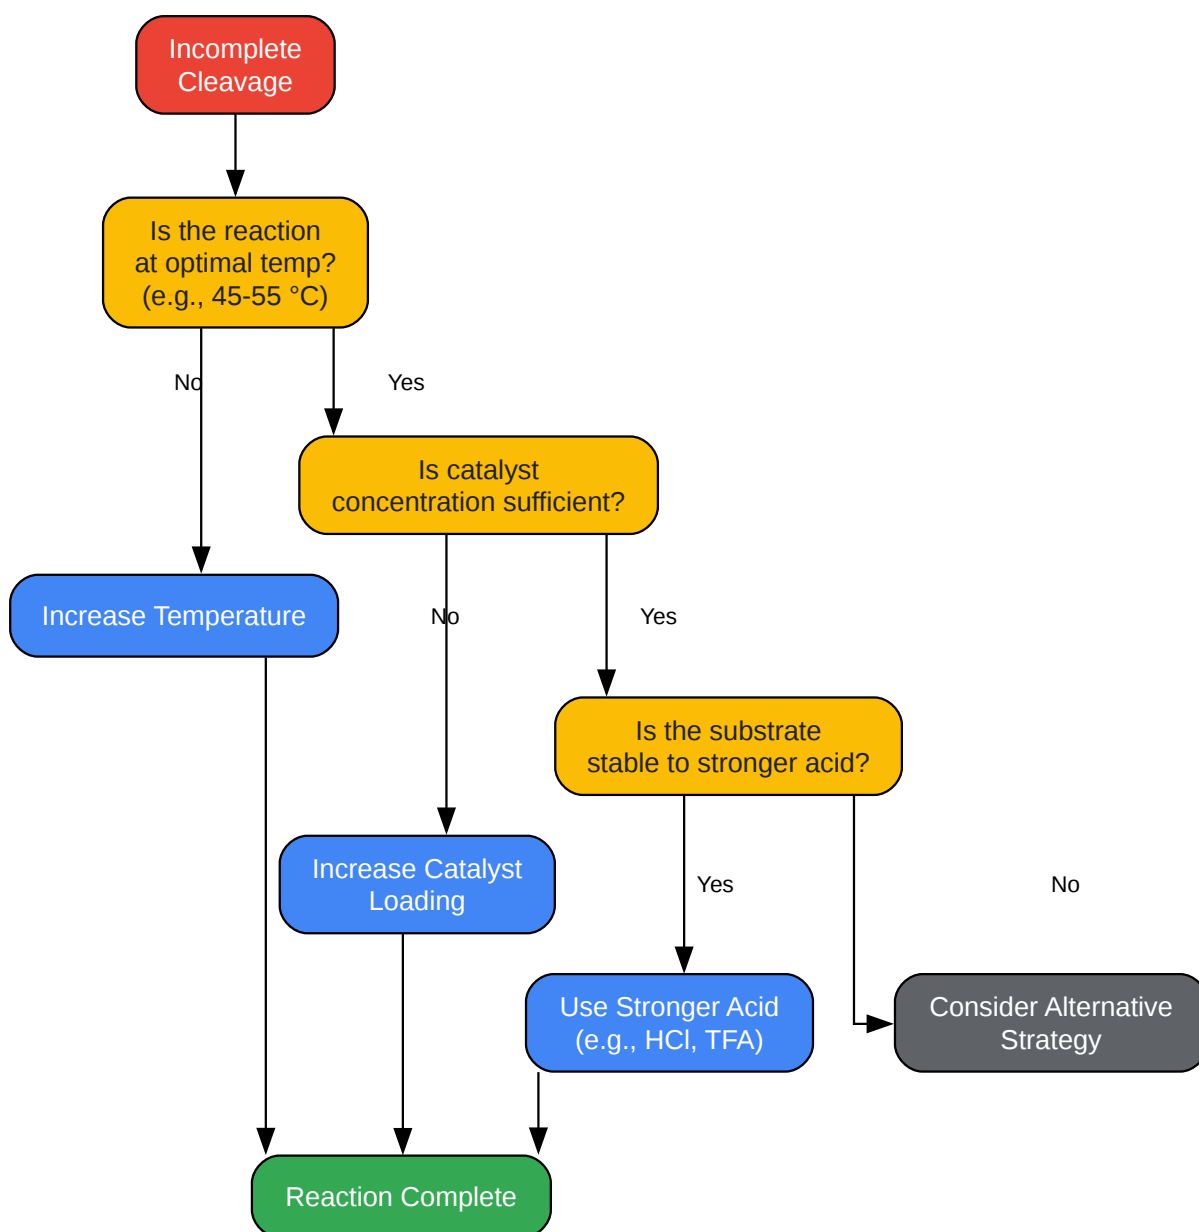 Incomplete
Cleavage
Is the reaction
at optimal temp?
(e.g., 45-55 °C)
No
Yes
Is catalyst
concentration sufficient?
Increase Temperature
No
Yes
Is the substrate
stable to stronger acid?
Increase Catalyst
Loading
Yes
No
Use Stronger Acid
(e.g., HCl, TFA)
Consider Alternative
Strategy
Reaction Complete